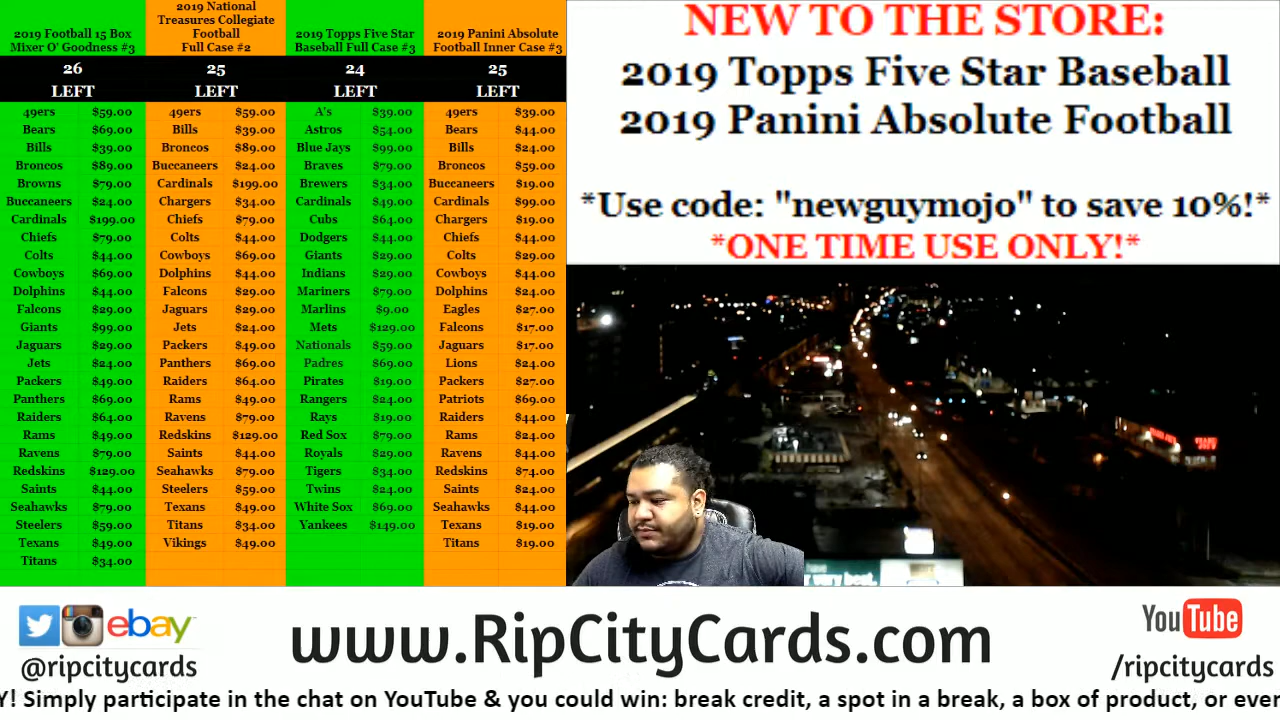 2019 Football 15 Box
Mixer O' Goodness #3
26
LEFT
49ers $59.00
Bears $69.00
Bills $39.00
Broncos $89.00
Browns $79.00
Buccaneers $24.00
Cardinals $199.00
Chiefs $79.00
Colts $44.00
Cowboys $69.00
Dolphins $44.00
Falcons $29.00
Giants $99.00
Jaguars $29.00
Jets $24.00
Packers $49.00
Panthers $69.00
Raiders $64.00
Rams $49.00
Ravens $79.00
Redskins $129.00
Saints $44.00
Seahawks $79.00
Steelers $59.00
Texans $49.00
Titans $34.00
2019 National
Treasures Collegiate
Football
Full Case #2
25
LEFT
49ers $59.00
Bills $39.00
Broncos $89.00
Buccaneers $24.00
Cardinals $199.00
Chargers $34.00
Chiefs $79.00
Colts $44.00
Cowboys $69.00
Dolphins $44.00
Falcons $29.00
Jaguars $29.00
Jets $24.00
Packers $49.00
Panthers $69.00
Raiders $64.00
Rams $49.00
Ravens $79.00
Redskins $129.00
Saints $44.00
Seahawks $79.00
Steelers $59.00
Texans $49.00
Titans $34.00
Vikings $49.00
2019 Topps Five Star
Baseball Full Case #3
24
LEFT
A's $39.00
Astros $54.00
Blue Jays $99.00
Braves $79.00
Brewers $34.00
Cardinals $49.00
Cubs $64.00
Dodgers $44.00
Giants $29.00
Indians $29.00
Mariners $79.00
Marlins $9.00
Mets $129.00
Nationals $59.00
Padres $69.00
Pirates $19.00
Rangers $24.00
Rays $19.00
Red Sox $79.00
Royals $29.00
Tigers $34.00
Twins $24.00
White Sox $69.00
Yankees $149.00
2019 Panini Absolute
Football Inner Case #3
25
LEFT
49ers $39.00
Bears $44.00
Bills $24.00
Broncos $59.00
Buccaneers $19.00
Cardinals $99.00
Chargers $19.00
Chiefs $44.00
Colts $29.00
Cowboys $44.00
Dolphins $24.00
Eagles $27.00
Falcons $17.00
Jaguars $17.00
Lions $24.00
Packers $27.00
Patriots $69.00
Raiders $44.00
Rams $24.00
Ravens $44.00
Redskins $74.00
Saints $24.00
Seahawks $44.00
Texans $19.00
Titans $19.00
NEW TO THE STORE:
2019 Topps Five Star Baseball
2019 Panini Absolute Football
*Use code: "newguymojo" to save 10%!*
*ONE TIME USE ONLY!*
very best.
ebay
@ripcitycards
www.RipCityCards.com
YouTube
/ripcitycards
Y! Simply participate in the chat on YouTube & you could win: break credit, a spot in a break, a box of product, or ever